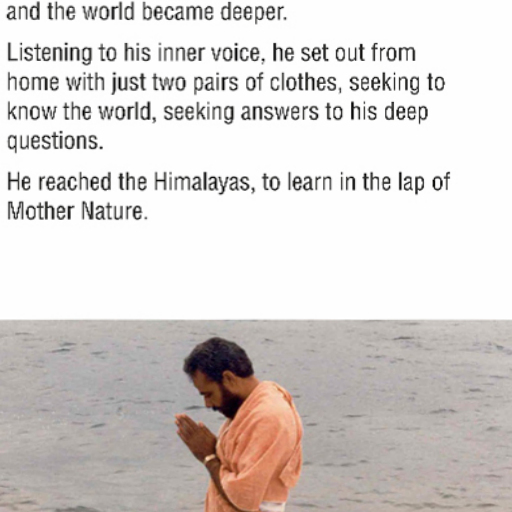 and the world became deeper.
Listening to his inner voice, he set out from
home with just two pairs of clothes, seeking to
know the world, seeking answers to his deep
questions.
He reached the Himalayas, to learn in the lap of
Mother Nature.